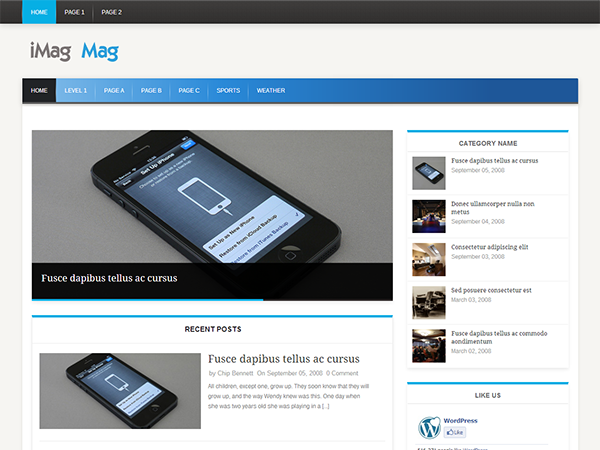 HOME PAGE 1 PAGE 2
iMag Mag
HOME LEVEL 1 PAGE A PAGE B PAGE C SPORTS WEATHER
Set Up iPhone
Set Up as New iPhone
Restore from iCloud Backup
Restore from iTunes Backup
Fusce dapibus tellus ac cursus
RECENT POSTS
Fusce dapibus tellus ac cursus
by Chip Bennett On September 05, 2008 0 Comment
All children, except one, grow up. They soon know that they will
grow up, and the way Wendy knew was this. One day when
she was two years old she was playing in a [...]
CATEGORY NAME
Fusce dapibus tellus ac cursus
September 05, 2008
Donec ullamcorper nulla non
metus
September 04, 2008
Consectetur adipiscing elit
September 03, 2008
Sed posuere consectetur est
March 03, 2008
Fusce dapibus tellus ac commodo
aondimentum
March 02, 2008
LIKE US
WordPress
Like